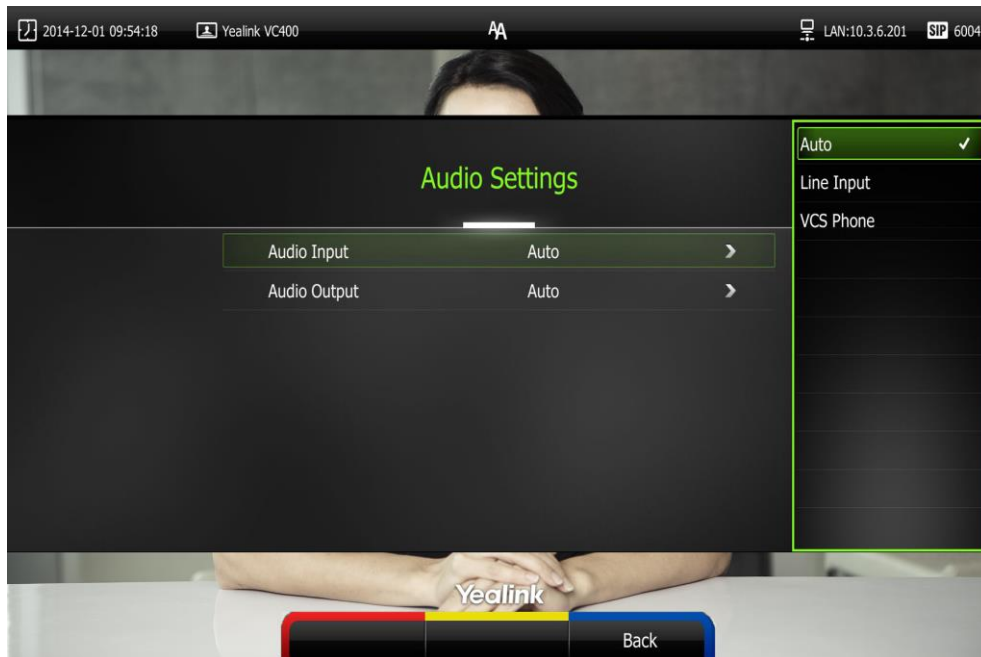 2014-12-01 09:54:18 Yealink VC400 AA LAN:10.3.6.201 SIP 6004
Audio Settings
Audio Input Auto
Audio Output Auto
Auto
Line Input
VCS Phone
Yealink
Back